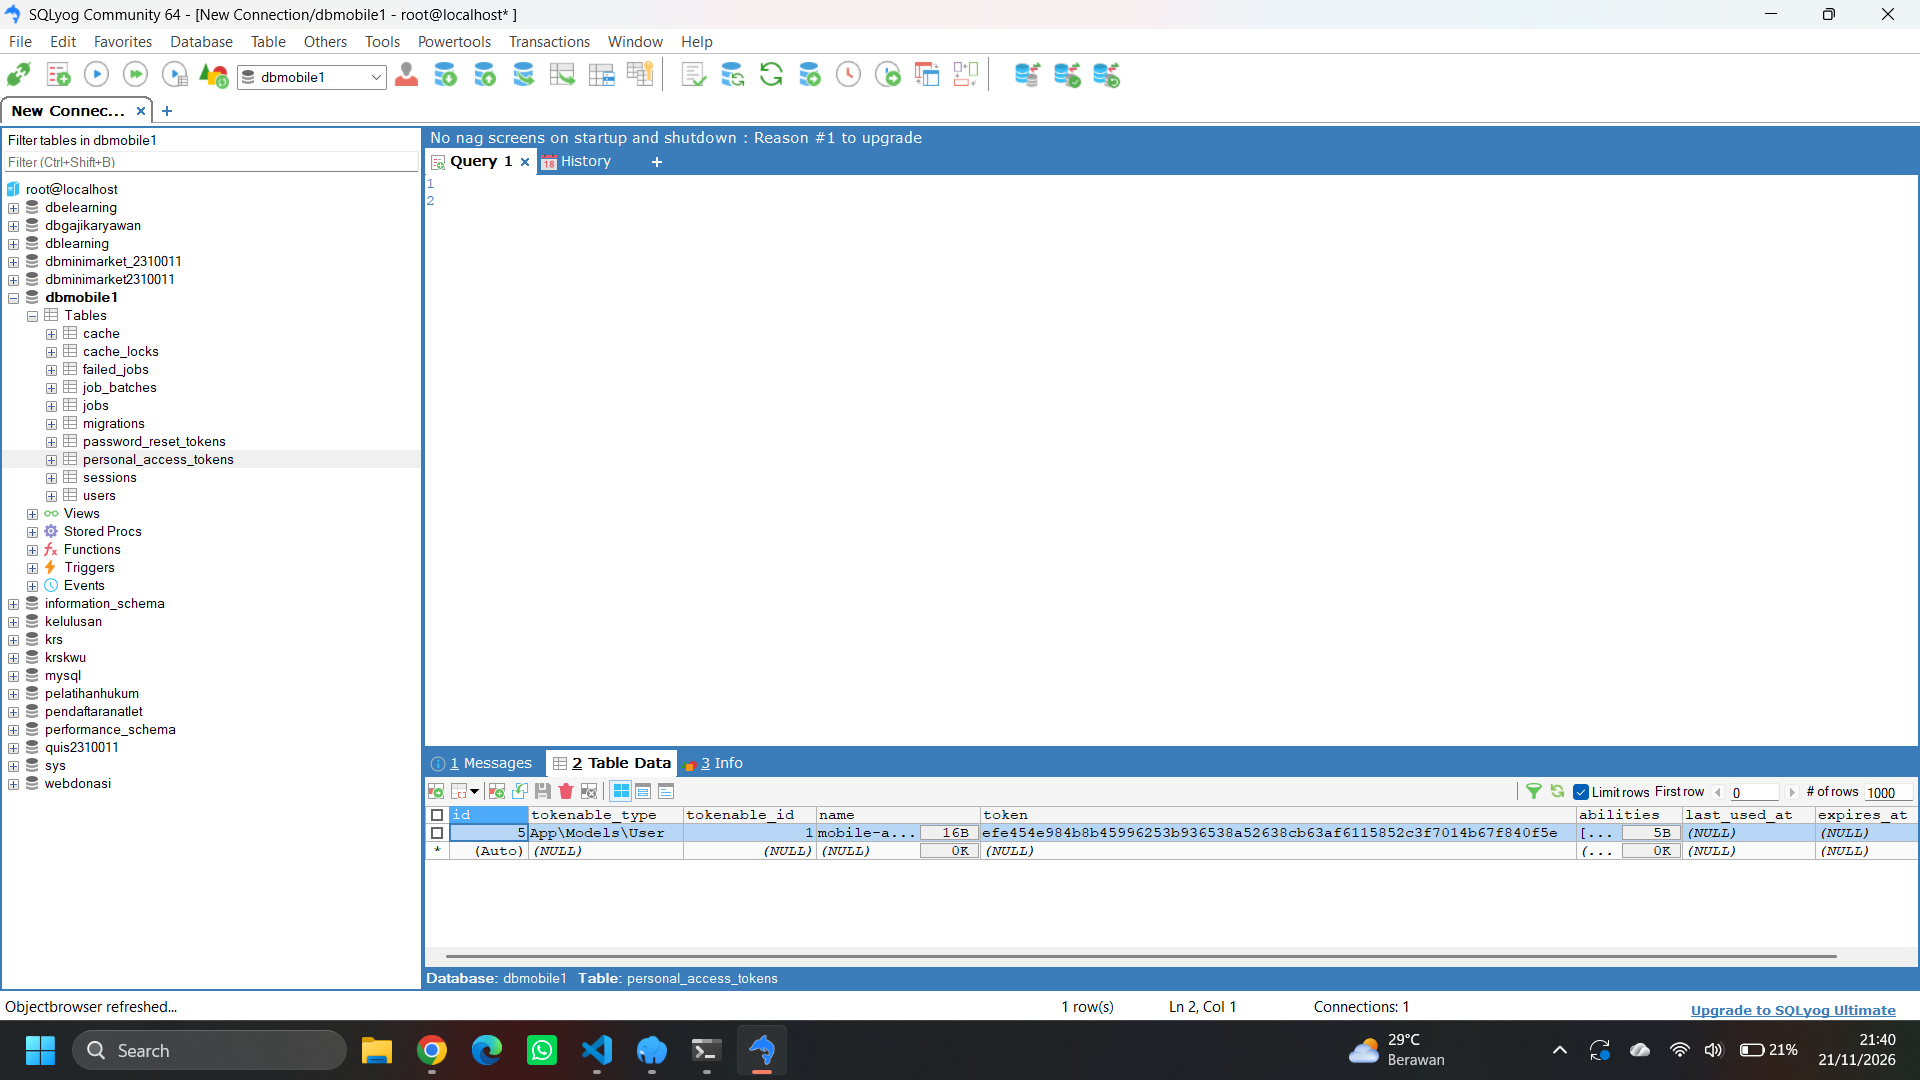 SQLyog Community 64 - [New Connection/dbmobile1 - root@localhost* ]
File Edit Favorites Database Table Others Tools Powertools Transactions Window Help
dbmobile1
New Connec...
Filter tables in dbmobile1
Filter (Ctrl+Shift+B)
root@localhost
dbelearning
dbgajikaryawan
dblearning
dbminimarket_2310011
dbminimarket2310011
dbmobile1
Tables
cache
cache_locks
failed_jobs
job_batches
jobs
migrations
password_reset_tokens
personal_access_tokens
sessions
users
Views
Stored Procs
Functions
Triggers
Events
information_schema
kelulusan
krs
krskwu
mysql
pelatihanhukum
pendaftaranatlet
performance_schema
quis2310011
sys
webdonasi
No nag screens on startup and shutdown : Reason #1 to upgrade
Query 1 18 History
1
2
1 Messages 2 Table Data 3 Info
Limit rows First row 0 # of rows 1000
id tokenable_type tokenable_id name token abilities last_used_at expires_at
5 App\Models\User 1 mobile-a... 16B efe454e984b8b45996253b936538a52638cb63af6115852c3f7014b67f840f5e [... 5B (NULL) (NULL)
* (Auto) (NULL) (NULL) (NULL) 0K (NULL) (... 0K (NULL) (NULL)
Database: dbmobile1 Table: personal_access_tokens
Objectbrowser refreshed... 1 row(s) Ln 2, Col 1 Connections: 1 Upgrade to SQLyog Ultimate
Search
29°C
Berawan
21%
21:40
21/11/2026